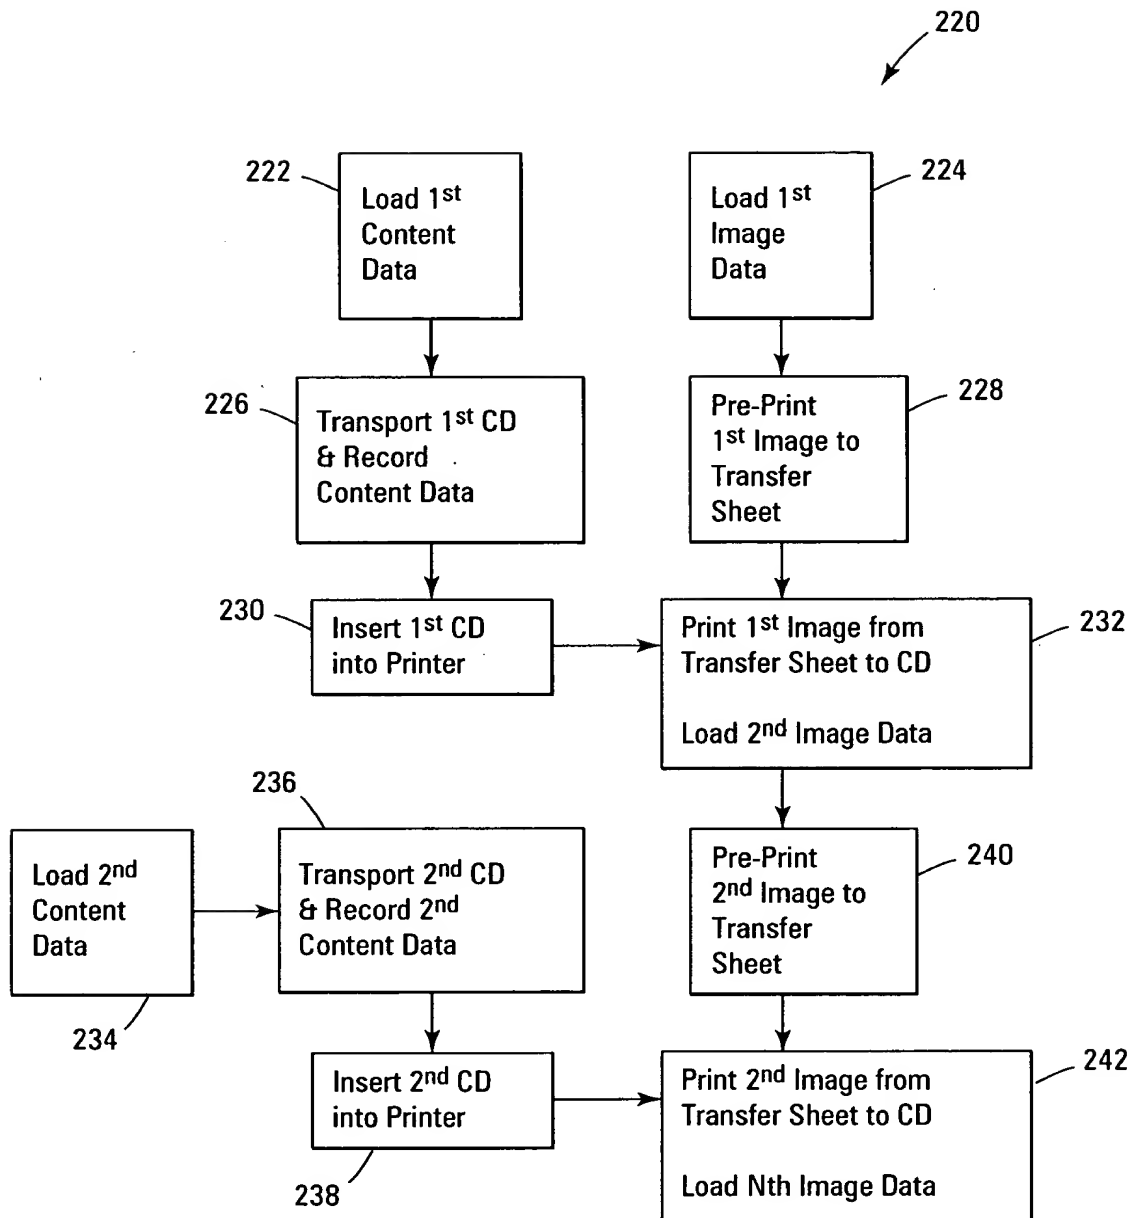 220
222
Load 1st
Content
Data
224
Load 1st
Image
Data
226
Transport 1st CD
& Record
Content Data
228
Pre-Print
1st Image to
Transfer
Sheet
230
Insert 1st CD
into Printer
232
Print 1st Image from
Transfer Sheet to CD
Load 2nd Image Data
234
Load 2nd
Content
Data
236
Transport 2nd CD
& Record 2nd
Content Data
240
Pre-Print
2nd Image to
Transfer
Sheet
238
Insert 2nd CD
into Printer
242
Print 2nd Image from
Transfer Sheet to CD
Load Nth Image Data